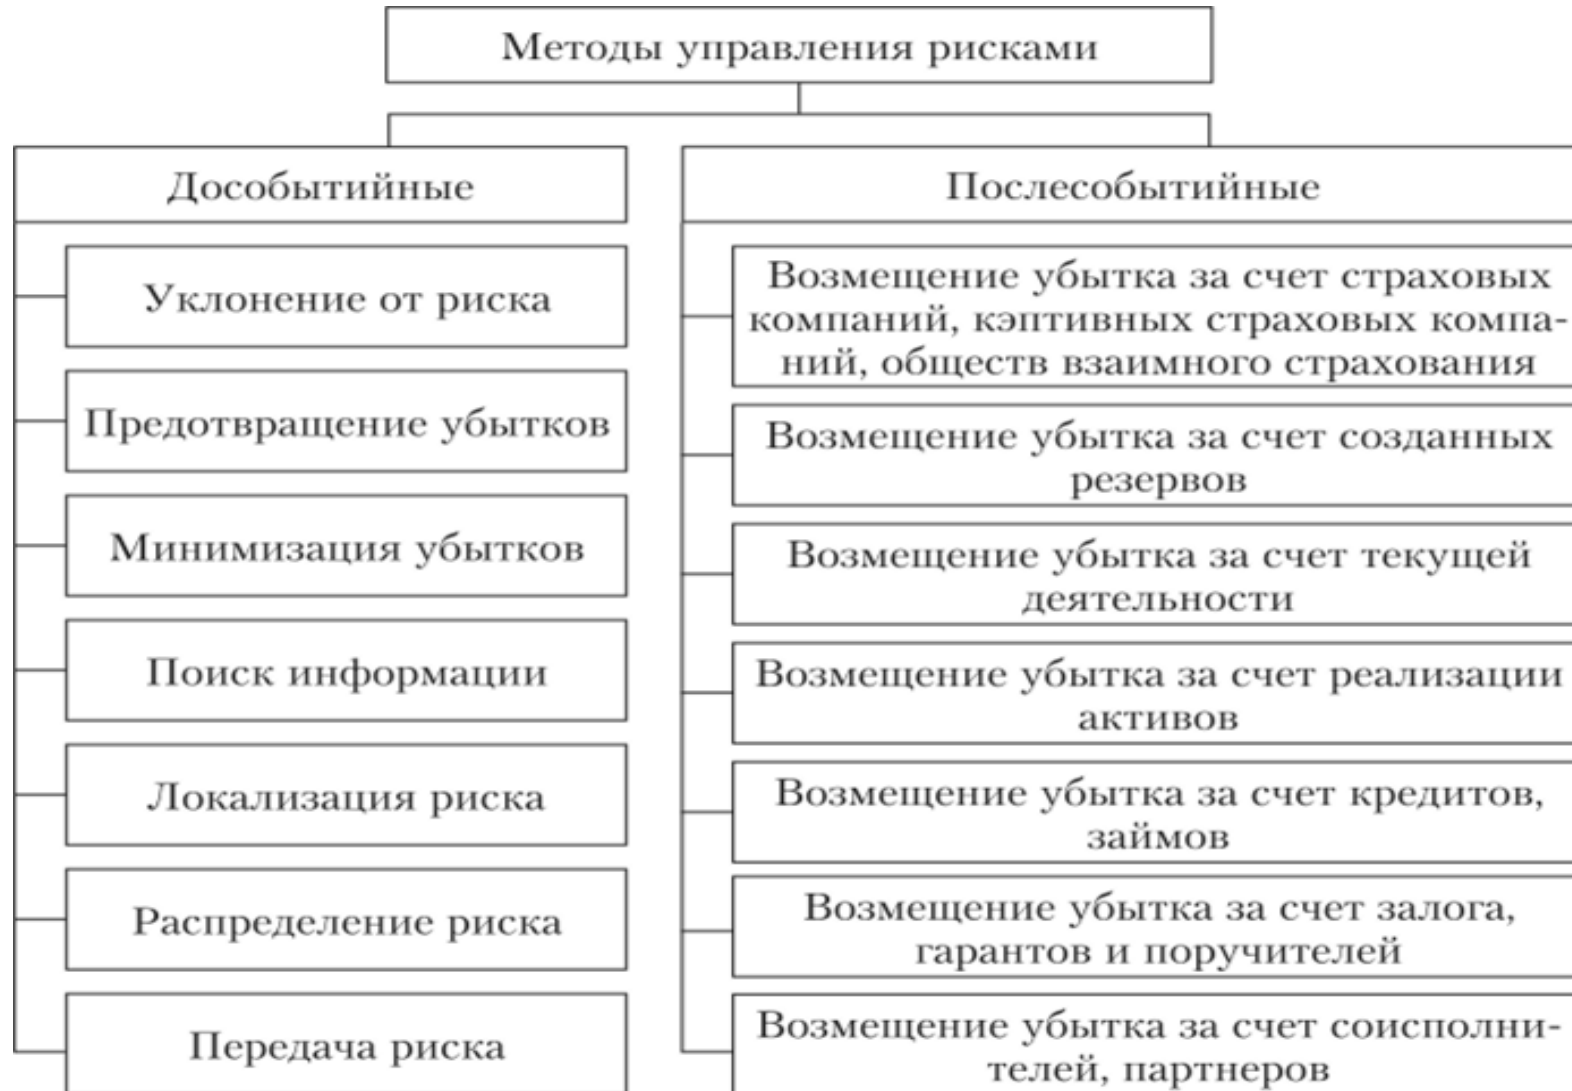 Методы управления рисками
Дособытийные
Уклонение от риска
Предотвращение убытков
Минимизация убытков
Поиск информации
Локализация риска
Распределение риска
Передача риска
Послесобытийные
Возмещение убытка за счет страховых
компаний, кэптивных страховых компа-
ний, обществ взаимного страхования
Возмещение убытка за счет созданных
резервов
Возмещение убытка за счет текущей
деятельности
Возмещение убытка за счет реализации
активов
Возмещение убытка за счет кредитов,
займов
Возмещение убытка за счет залога,
гарантов и поручителей
Возмещение убытка за счет соисполни-
телей, партнеров